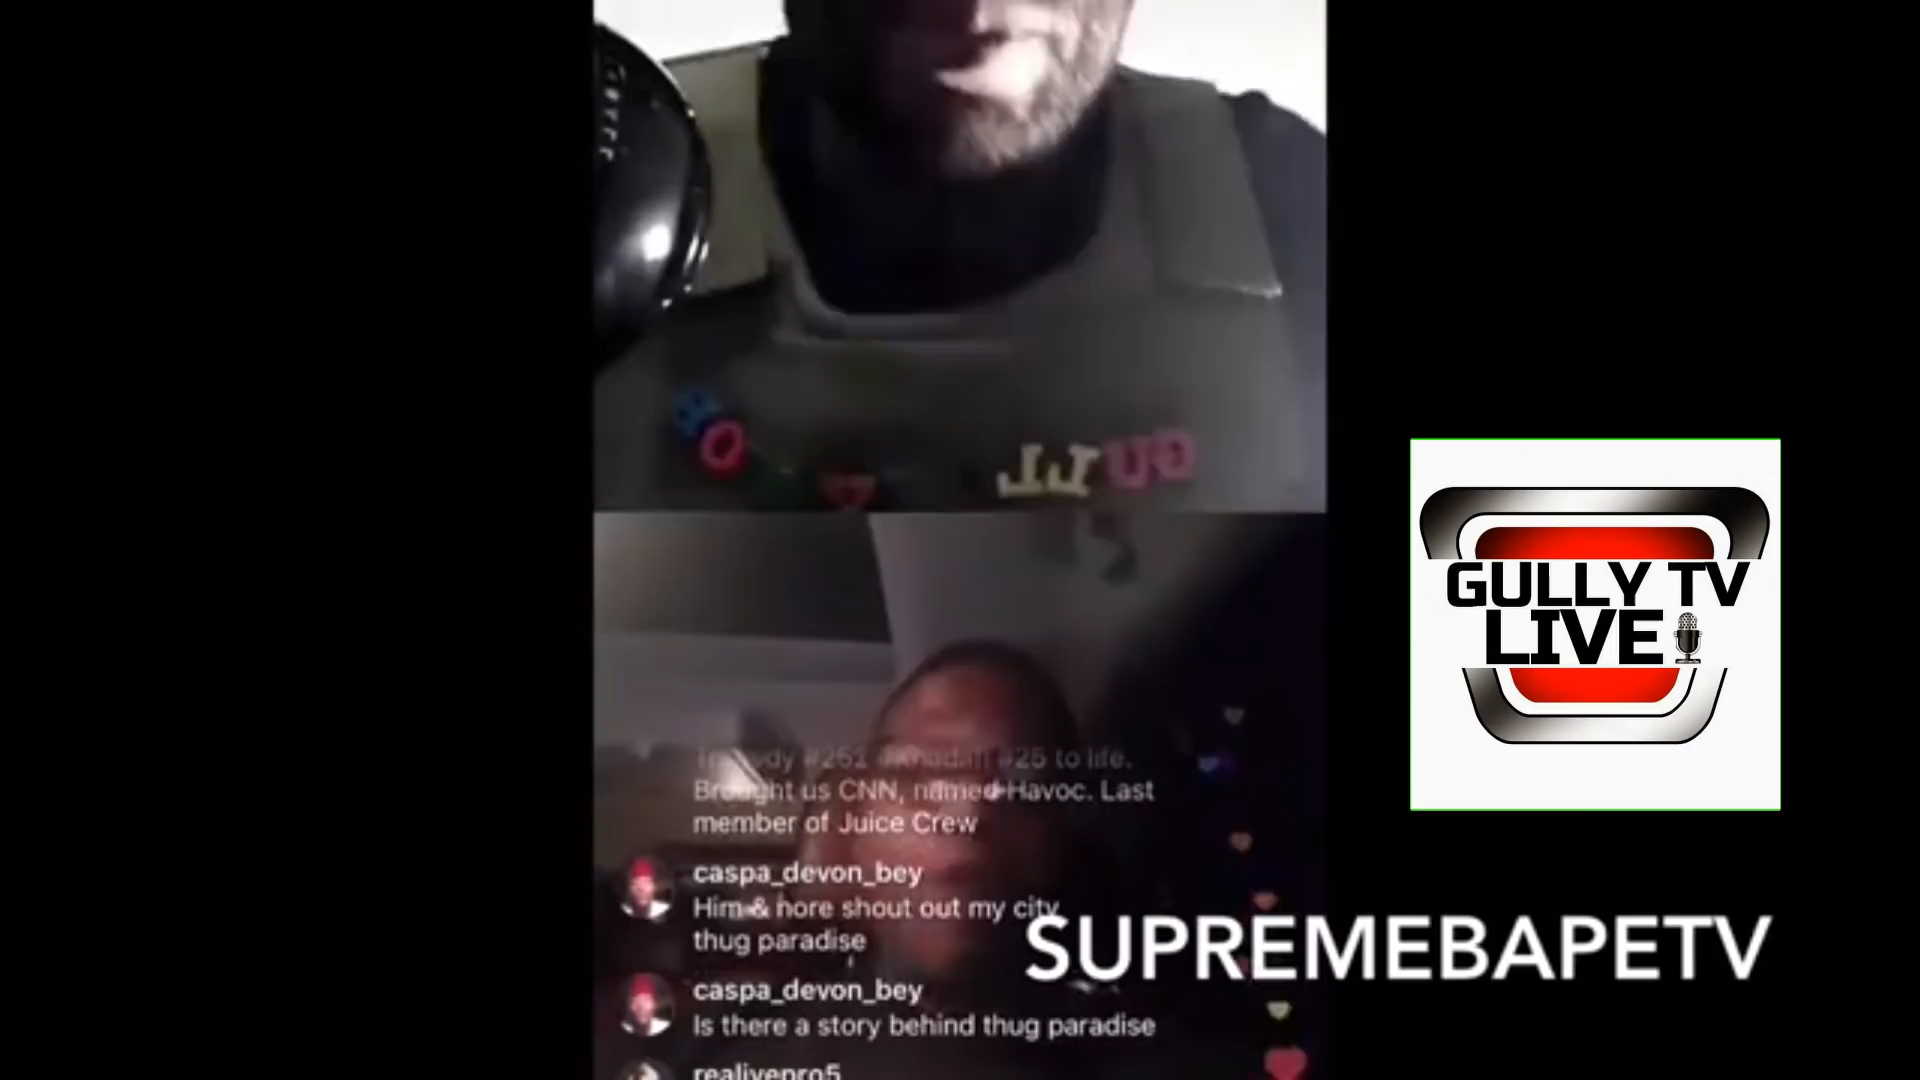 #25 to life.
Brought us CNN, named Havoc. Last
member of Juice Crew
caspa_devon_bey
Him & nore shout out my city
thug paradise
caspa_devon_bey
Is there a story behind thug paradise
realivepro5
GULLY TV
LIVE
SUPREMEBAPETV